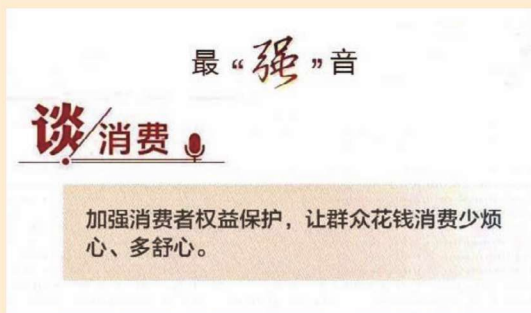 最“强”音
谈/消费
加强消费者权益保护，让群众花钱消费少烦
心、多舒心。